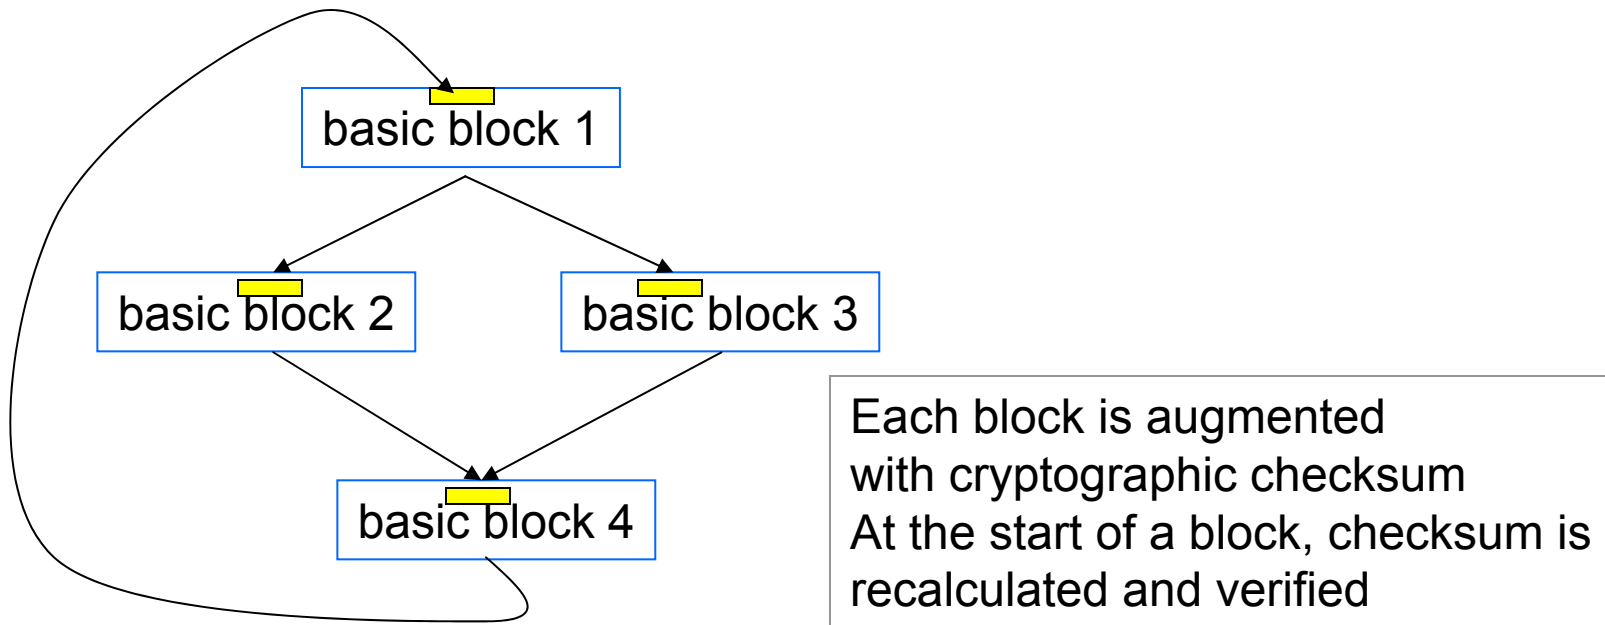 basic block 1
basic block 2
basic block 3
basic block 4
Each block is augmented
with cryptographic checksum
At the start of a block, checksum is
recalculated and verified